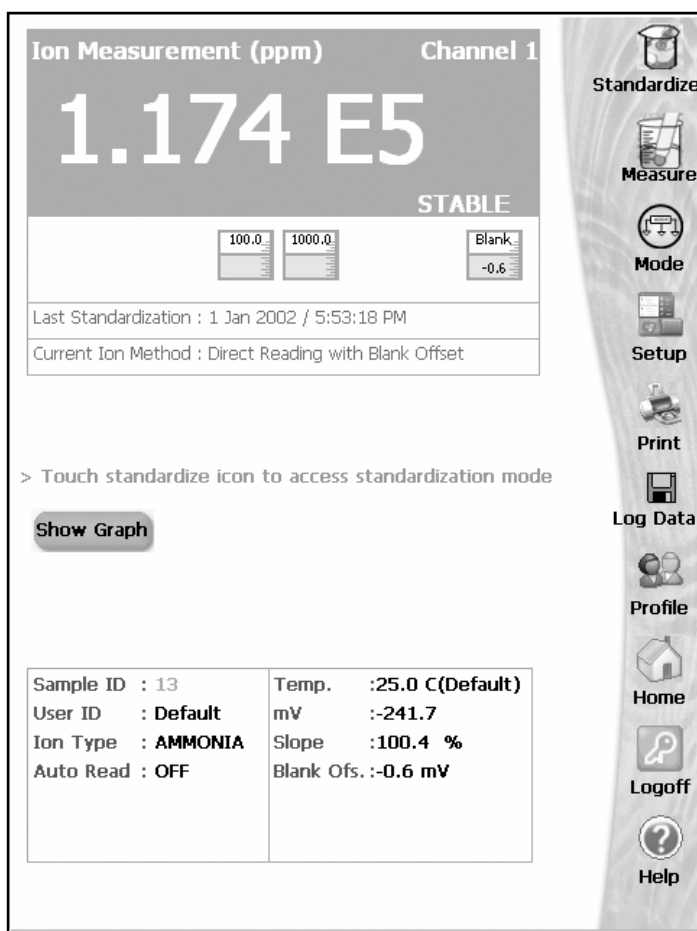 Ion Measurement (ppm) Channel 1
1.174 E5
STABLE
100.0 1000.0 Blank
-0.6
Last Standardization : 1 Jan 2002 / 5:53:18 PM
Current Ion Method : Direct Reading with Blank Offset
> Touch standardize icon to access standardization mode
Show Graph
Sample ID : 13
User ID : Default
Ion Type : AMMONIA
Auto Read : OFF
Temp. :25.0 C(Default)
mV :-241.7
Slope :100.4 %
Blank Ofs. :-0.6 mV
Standardize
Measure
Mode
Setup
Print
Log Data
Profile
Home
Logoff
Help